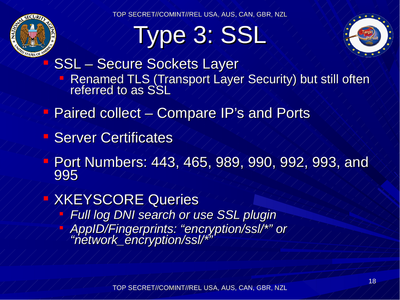 TOP SECRET//COMINT//REL USA, AUS, CAN, GBR, NZL
Type 3: SSL
SSL – Secure Sockets Layer
Renamed TLS (Transport Layer Security) but still often
referred to as SSL
Paired collect – Compare IP's and Ports
Server Certificates
Port Numbers: 443, 465, 989, 990, 992, 993, and
995
XKEYSCORE Queries
Full log DNI search or use SSL plugin
AppID/Fingerprints: "encryption/ssl/*" or
"network_encryption/ssl/*"
18
TOP SECRET//COMINT//REL USA, AUS, CAN, GBR, NZL